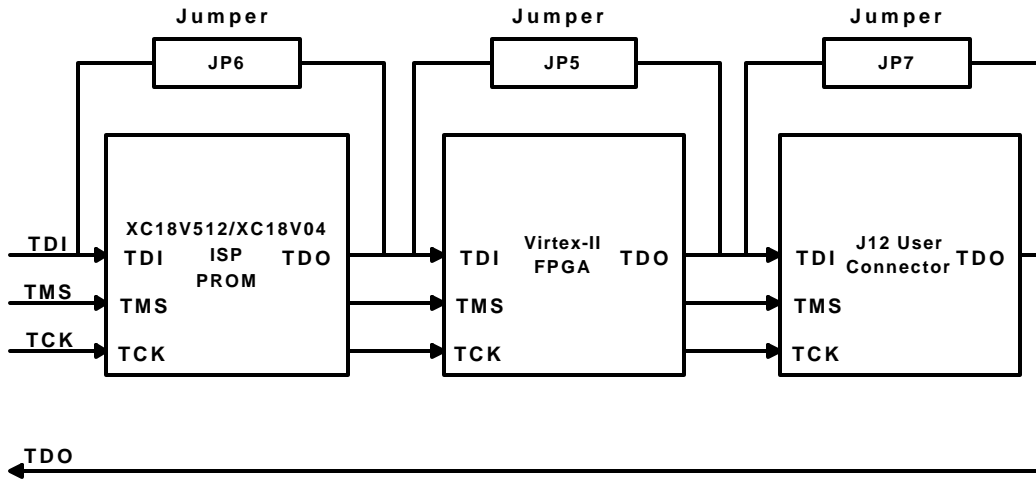 Jumper
Jumper
Jumper
JP6
JP5
JP7
XC18V512/XC18V04
ISP
PROM
TDI
TDI
TDO
TMS
TMS
TCK
TCK
Virtex-II
FPGA
TDI
TDO
TMS
TCK
J12 User
Connector
TDI
TDO
TMS
TCK
TDO